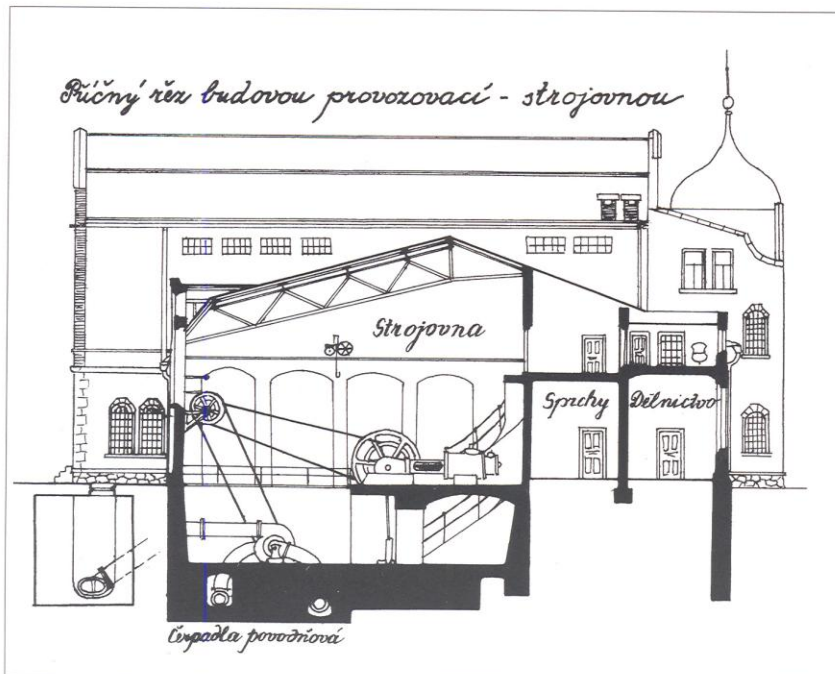 Příčný řez budovou provozovací - strojovnou
Strojovna
Sprchy Dělnictvo
Čerpadla povodňová